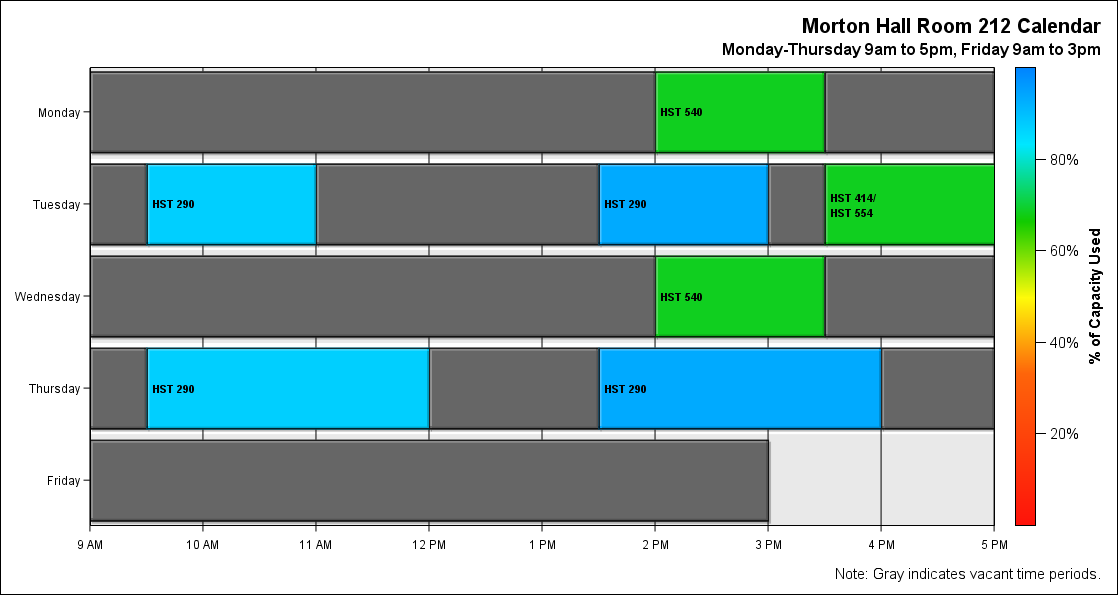 Morton Hall Room 212 Calendar
Monday-Thursday 9am to 5pm, Friday 9am to 3pm
Monday
HST 540
Tuesday
HST 290
HST 290
HST 414/
HST 554
Wednesday
HST 540
Thursday
HST 290
HST 290
Friday
9 AM
10 AM
11 AM
12 PM
1 PM
2 PM
3 PM
4 PM
5 PM
80%
60%
40%
20%
% of Capacity Used
Note: Gray indicates vacant time periods.